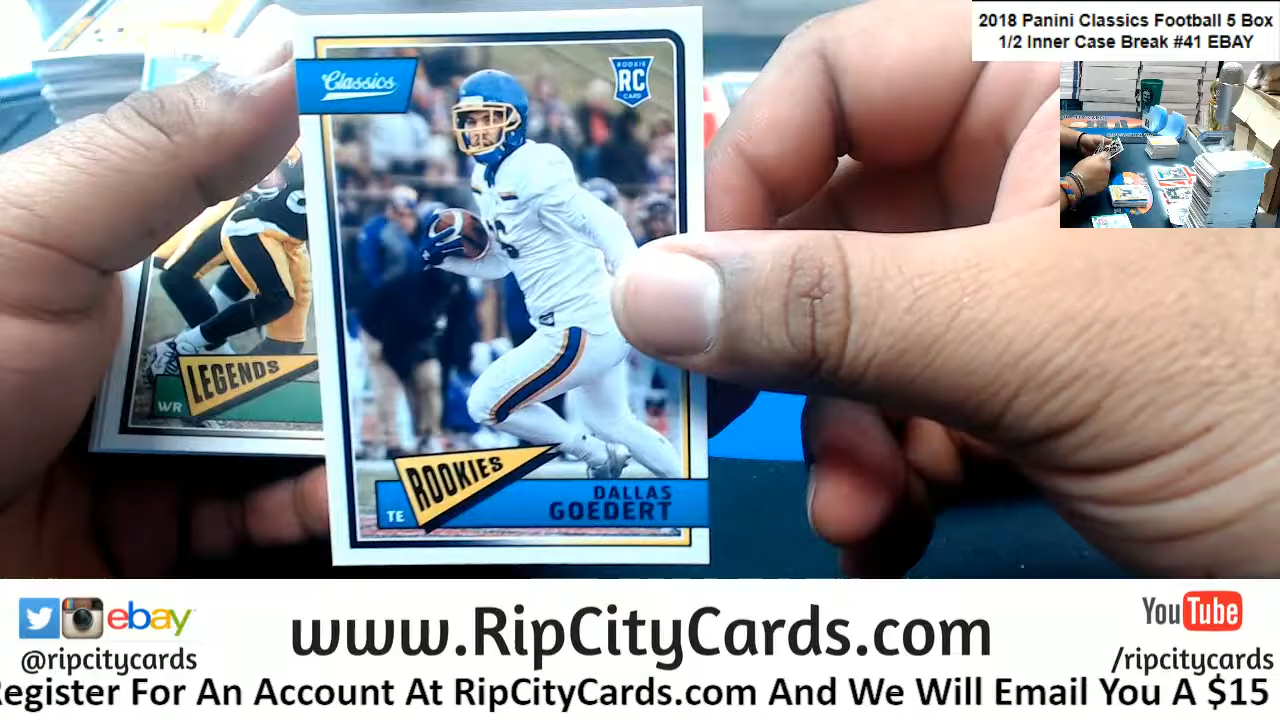 2018 Panini Classics Football 5 Box
1/2 Inner Case Break #41 EBAY
Classics
ROOKIE
RC
CARD
LEGENDS
WR
ROOKIES
TE
DALLAS
GOEDERT
ebay
www.RipCityCards.com
YouTube
@ripcitycards
/ripcitycards
egister For An Account At RipCityCards.com And We Will Email You A $15